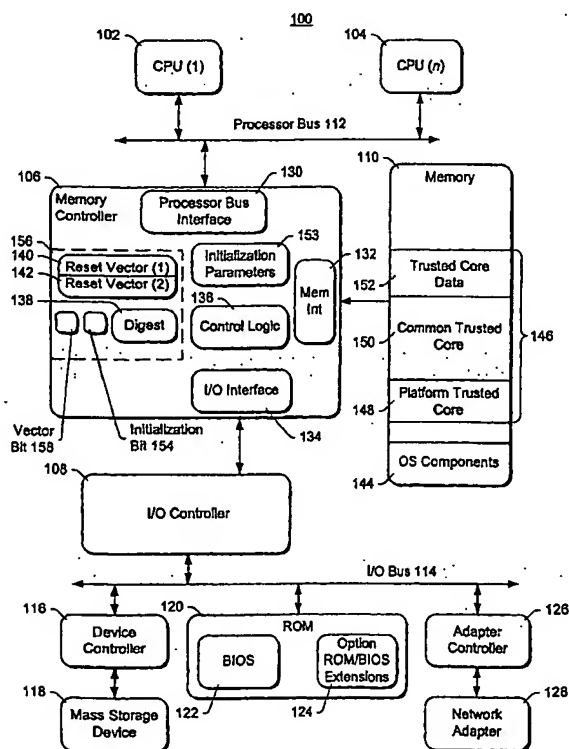 100
102
CPU (1)
104
CPU (n)
Processor Bus 112
106
Memory Controller
130
Processor Bus Interface
110
Memory
156
140
Reset Vector (1)
142
Reset Vector (2)
138
Digest
153
Initialization Parameters
136
Control Logic
132
Mem Int
I/O Interface
134
Vector Bit 158
Initialization Bit 154
Trusted Core Data
152
Common Trusted Core
150
146
Platform Trusted Core
148
OS Components
144
108
I/O Controller
I/O Bus 114
116
Device Controller
120
ROM
BIOS
122
Option ROM/BIOS Extensions
124
126
Adapter Controller
118
Mass Storage Device
128
Network Adapter